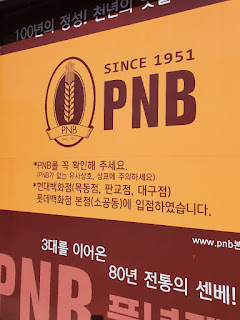 100년의 정성! 천년의
SINCE 1951
PNB
PNB
*PNB를 꼭 확인해 주세요.
(PNB가 없는 유사상호, 상표에 주의하세요)
*현대백화점(목동점, 판교점, 대구점)
롯데백화점 본점(소공동)에 입점하였습니다.
www.pnb본
3대를 이어온
80년 전통의 센베!
PNB